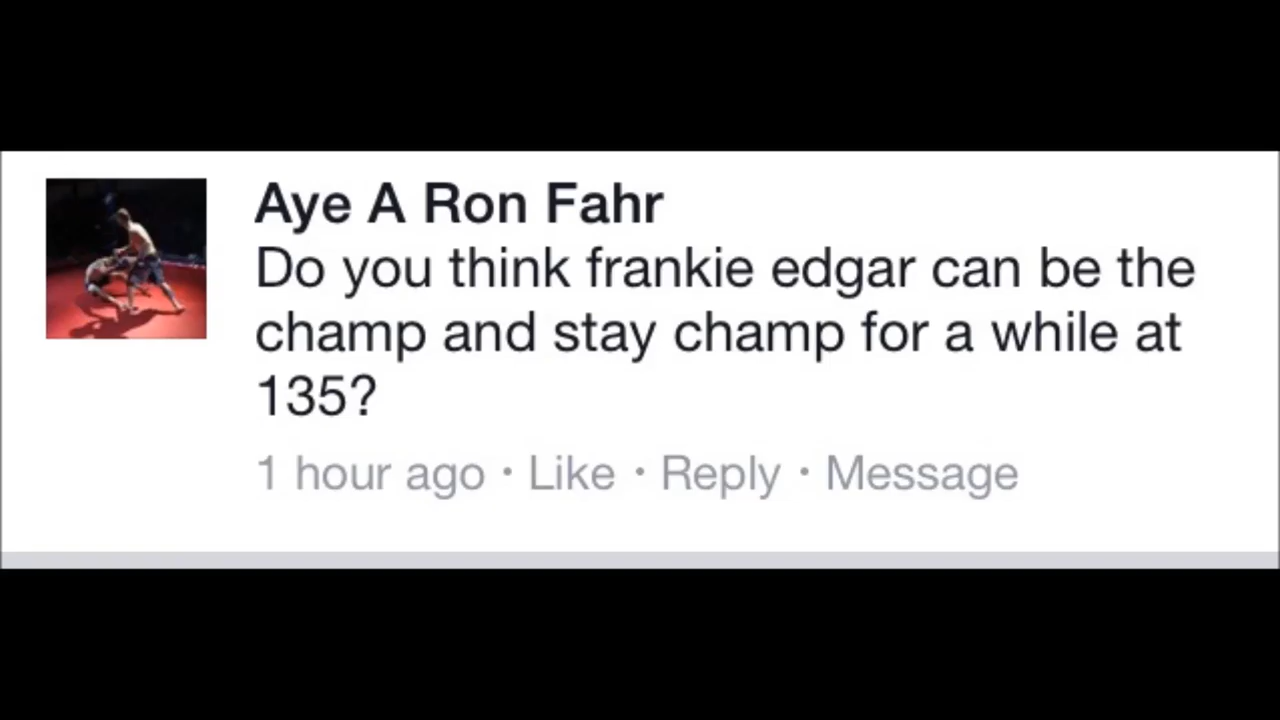 Aye A Ron Fahr
Do you think frankie edgar can be the
champ and stay champ for a while at
135?
1 hour ago · Like · Reply · Message